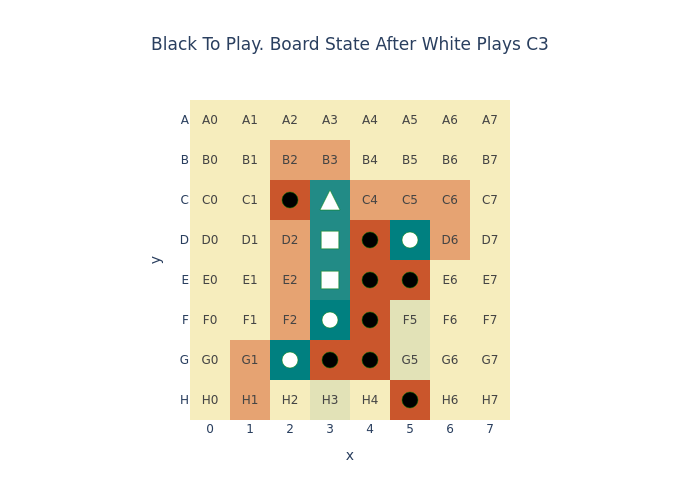 Black To Play. Board State After White Plays C3
A A0 A1 A2 A3 A4 A5 A6 A7
B B0 B1 B2 B3 B4 B5 B6 B7
C C0 C1 C4 C5 C6 C7
D D0 D1 D2 D6 D7
E E0 E1 E2 E6 E7
y
F F0 F1 F2 F5 F6 F7
G G0 G1 G5 G6 G7
H H0 H1 H2 H3 H4 H6 H7
0 1 2 3 4 5 6 7
x